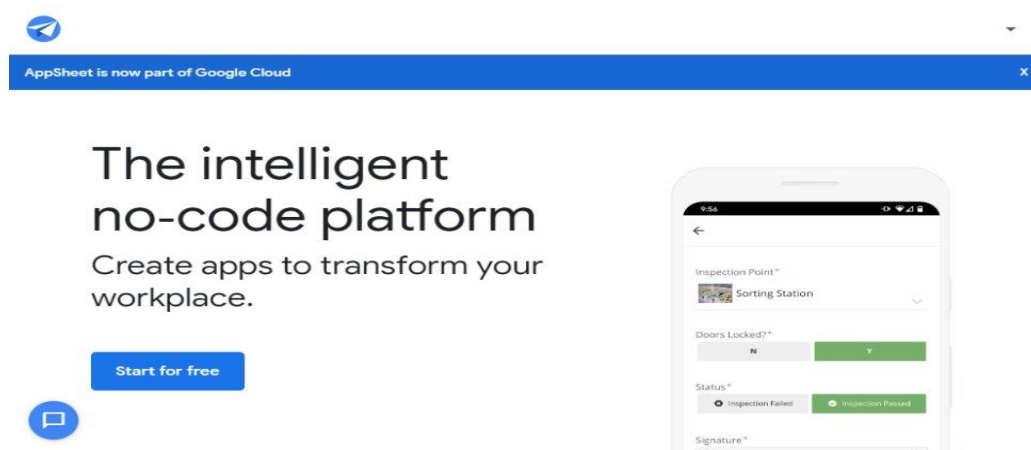 AppSheet is now part of Google Cloud
X
The intelligent
no-code platform
Create apps to transform your
workplace.
Start for free
9:56
Inspection Point*
Sorting Station
Doors Locked?*
N
Y
Status*
Inspection Failed
Inspection Passed
Signature*